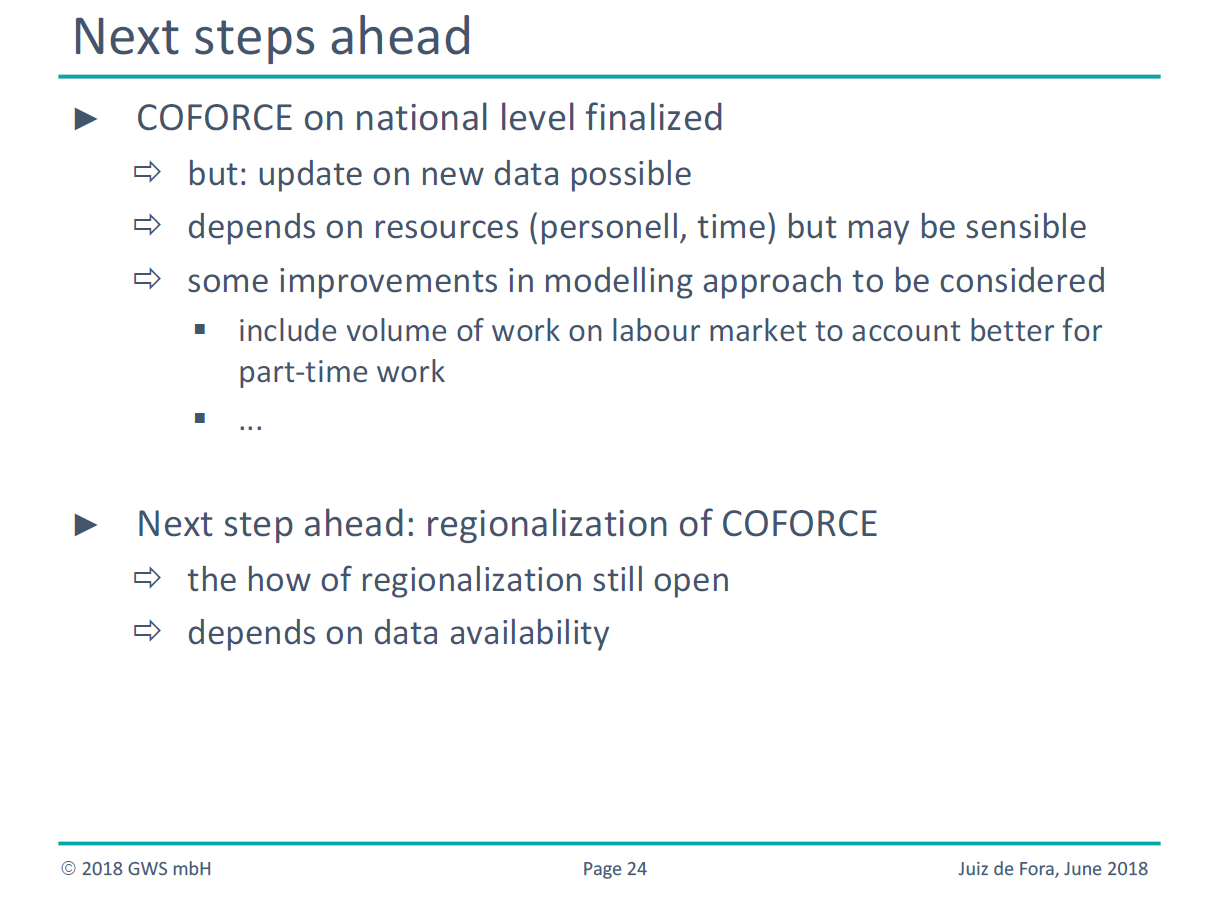 Next steps ahead
► COFORCE on national level finalized
⇨ but: update on new data possible
⇨ depends on resources (personell, time) but may be sensible
⇨ some improvements in modelling approach to be considered
▪ include volume of work on labour market to account better for
part-time work
▪ ...
► Next step ahead: regionalization of COFORCE
⇨ the how of regionalization still open
⇨ depends on data availability
© 2018 GWS mbH
Page 24
Juiz de Fora, June 2018